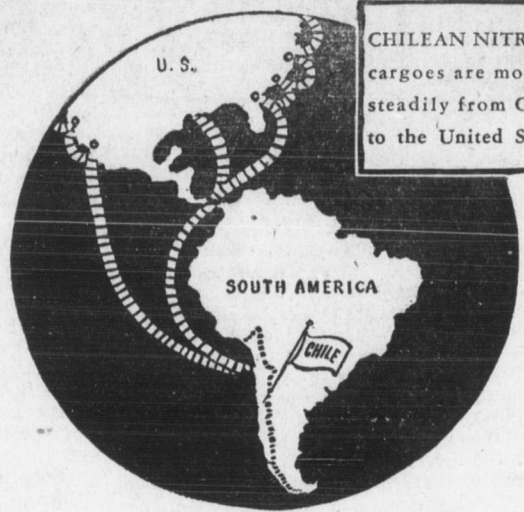 U. S.
CHILEAN NITR
cargoes are mo
steadily from C
to the United S
SOUTH AMERICA
CHILE